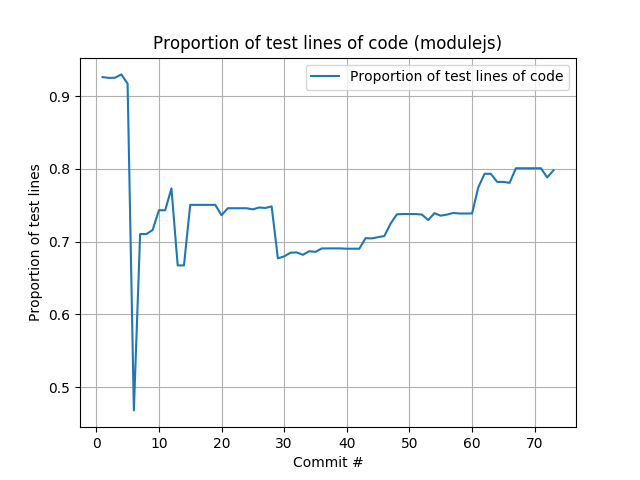 Proportion of test lines of code (modulejs)
Proportion of test lines of code
Proportion of test lines
0.9
0.8
0.7
0.6
0.5
0 10 20 30 40 50 60 70
Commit #